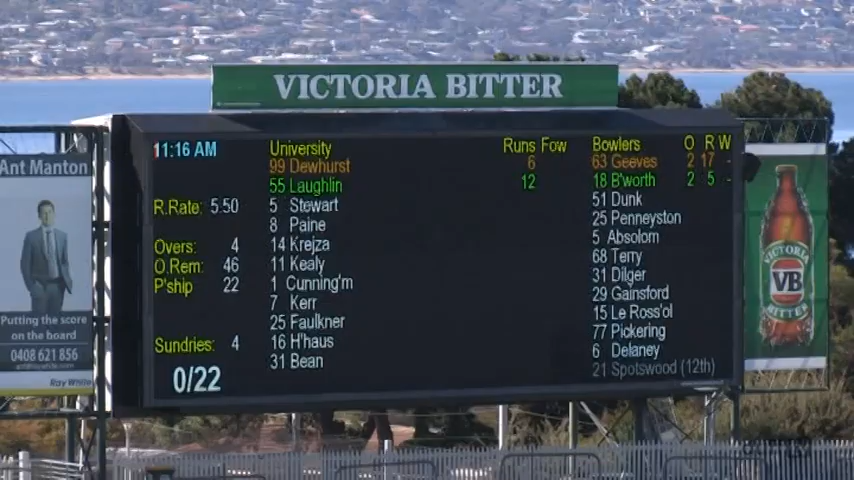 VICTORIA BITTER
11:16 AM
University Runs Fow Bowlers O R W
99 Dewhurst 6 63 Geeves 2 17 -
55 Laughlin 12 18 B'worth 2 5 -
R.Rate: 5.50 5 Stewart 51 Dunk
8 Paine 25 Penneyston
Overs: 4 14 Krejza 5 Absolom
O.Rem: 46 11 Kealy 68 Terry
P'ship 22 1 Cunning'm 31 Dilger
7 Kerr 29 Gainsford
25 Faulkner 15 Le Ross'ol
Sundries: 4 16 H'haus 77 Pickering
31 Bean 6 Delaney
0/22 21 Spotswood (12th)
Ant Manton
Putting the score
on the board
0408 621 856
Ray White
VICTORIA
VB
BITTER